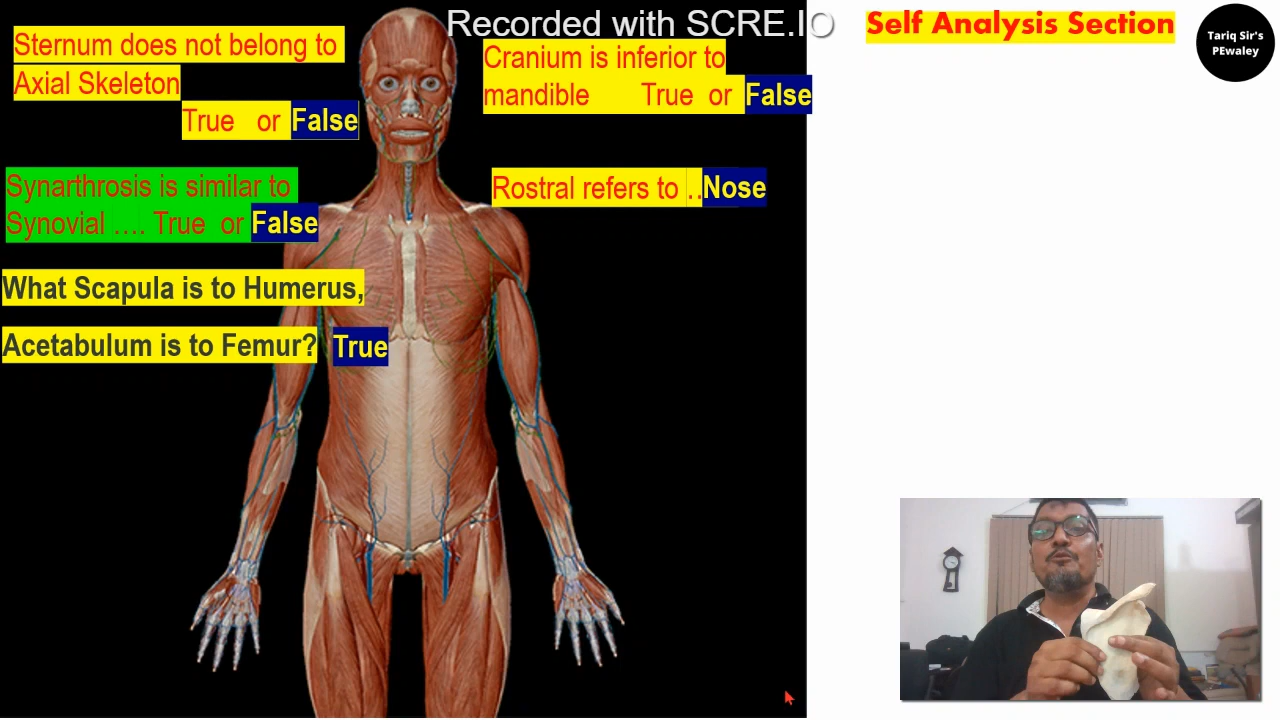 Recorded with SCRE.IO
Self Analysis Section
Tariq Sir's
PEwaley
Sternum does not belong to
Axial Skeleton
True or False
Cranium is inferior to
mandible True or False
Synarthrosis is similar to
Synovial .... True or False
Rostral refers to ..Nose
What Scapula is to Humerus,
Acetabulum is to Femur? True